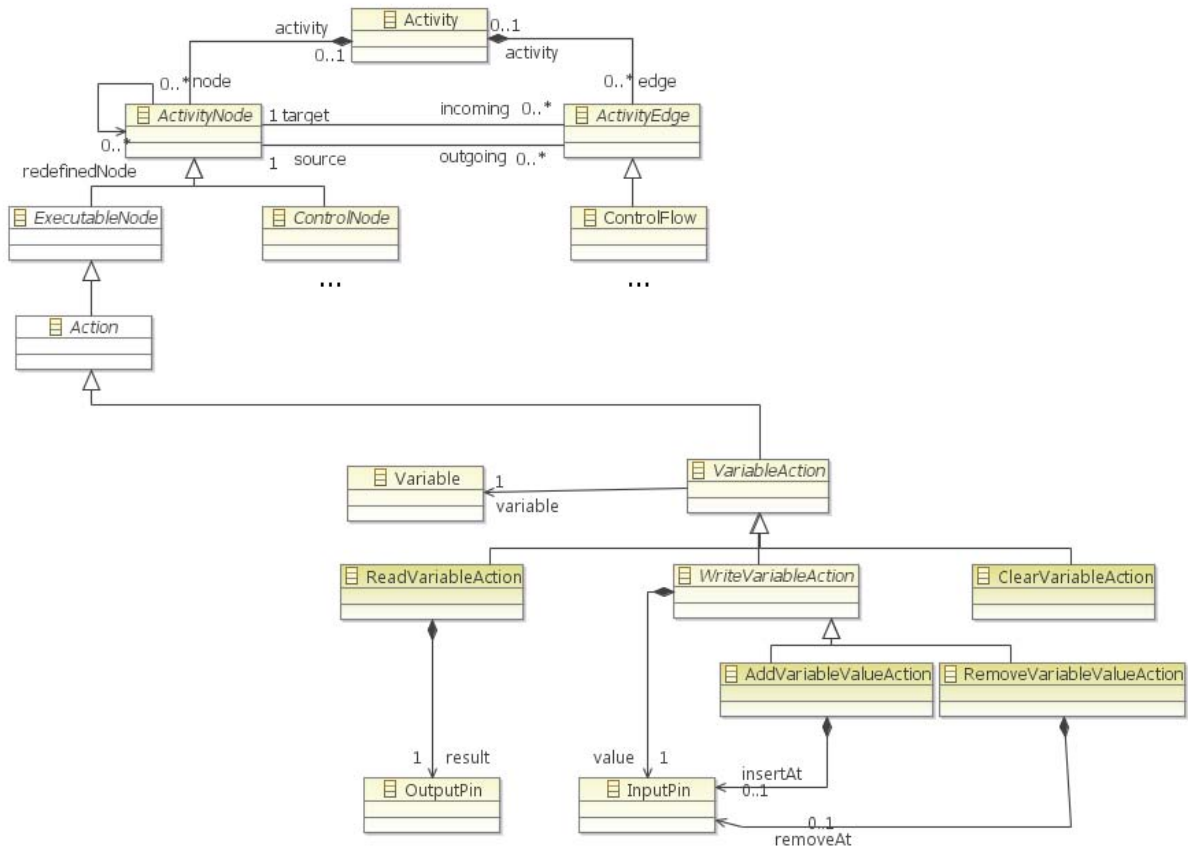 Activity
activity
0..1
0..1
activity
0..* node
0..* edge
ActivityNode
0..*
redefinedNode
1 target
incoming 0..*
1 source
outgoing 0..*
ActivityEdge
ExecutableNode
ControlNode
ControlFlow
...
...
Action
Variable
1
variable
VariableAction
ReadVariableAction
WriteVariableAction
ClearVariableAction
AddVariableValueAction
RemoveVariableValueAction
1 result
value 1
insertAt
0..1
OutputPin
InputPin
0..1
removeAt